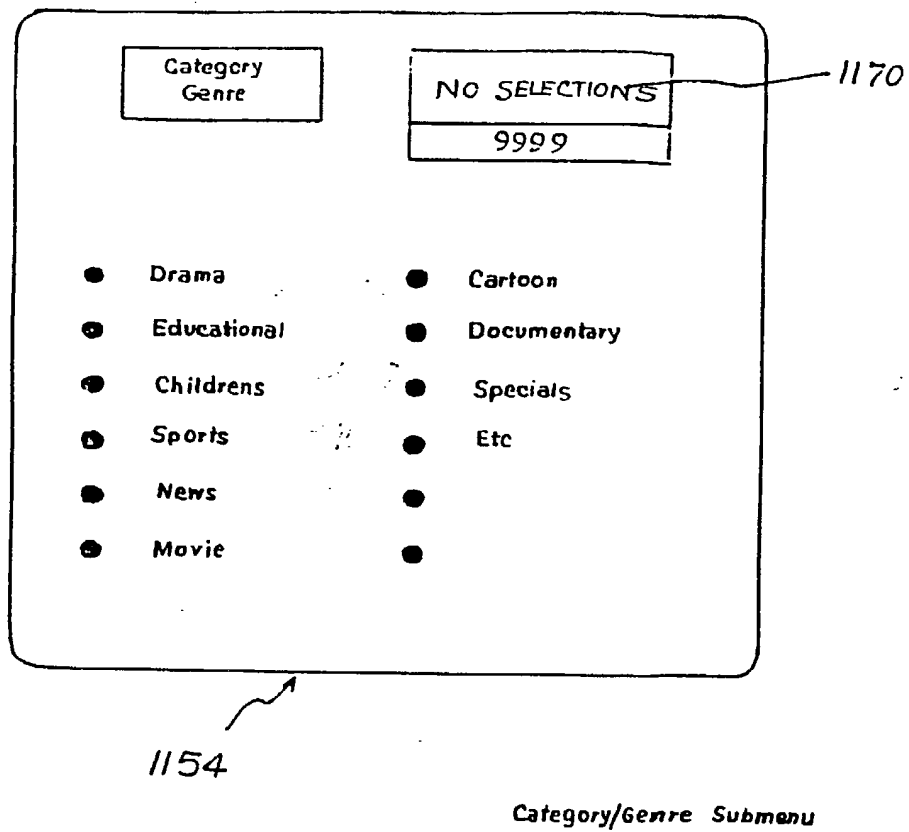 Category
Genre
NO SELECTIONS
9999
1170
Drama
Educational
Childrens
Sports
News
Movie
Cartoon
Documentary
Specials
Etc
1154
Category/Genre Submenu